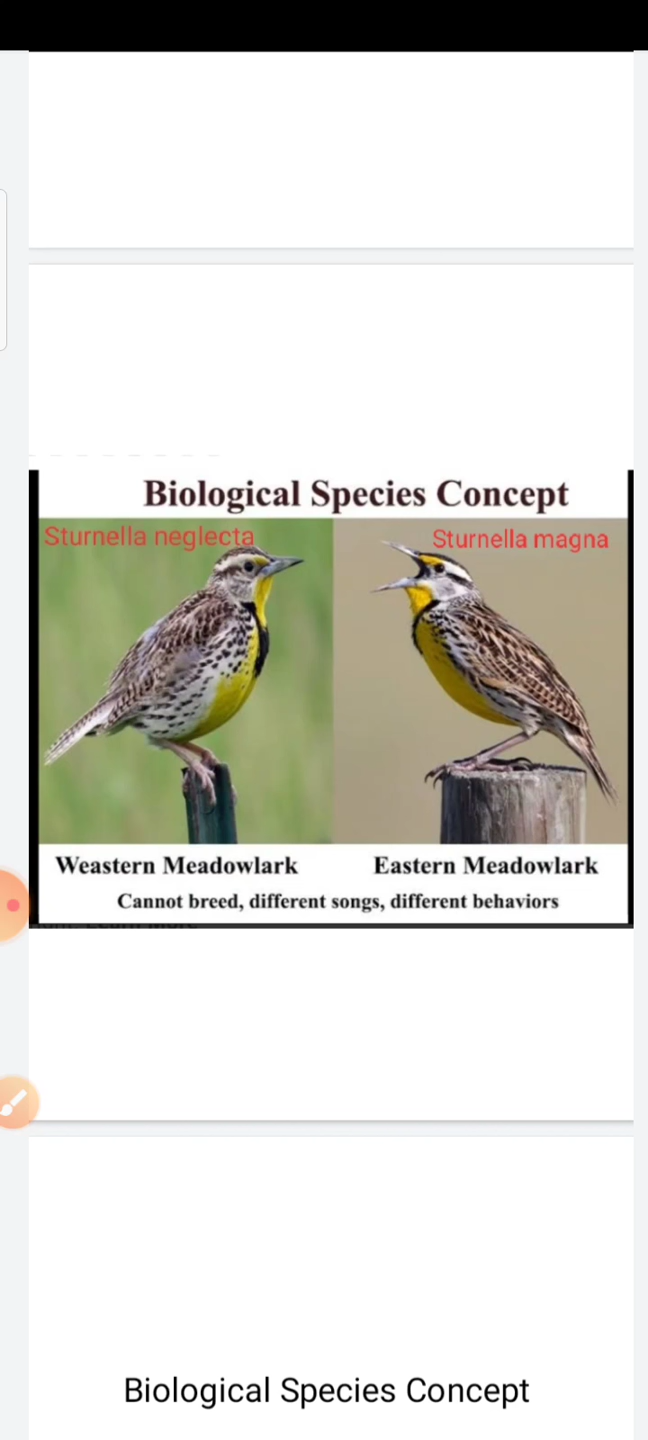 Biological Species Concept
Sturnella neglecta
Sturnella magna
Weastern Meadowlark
Eastern Meadowlark
Cannot breed, different songs, different behaviors
Biological Species Concept